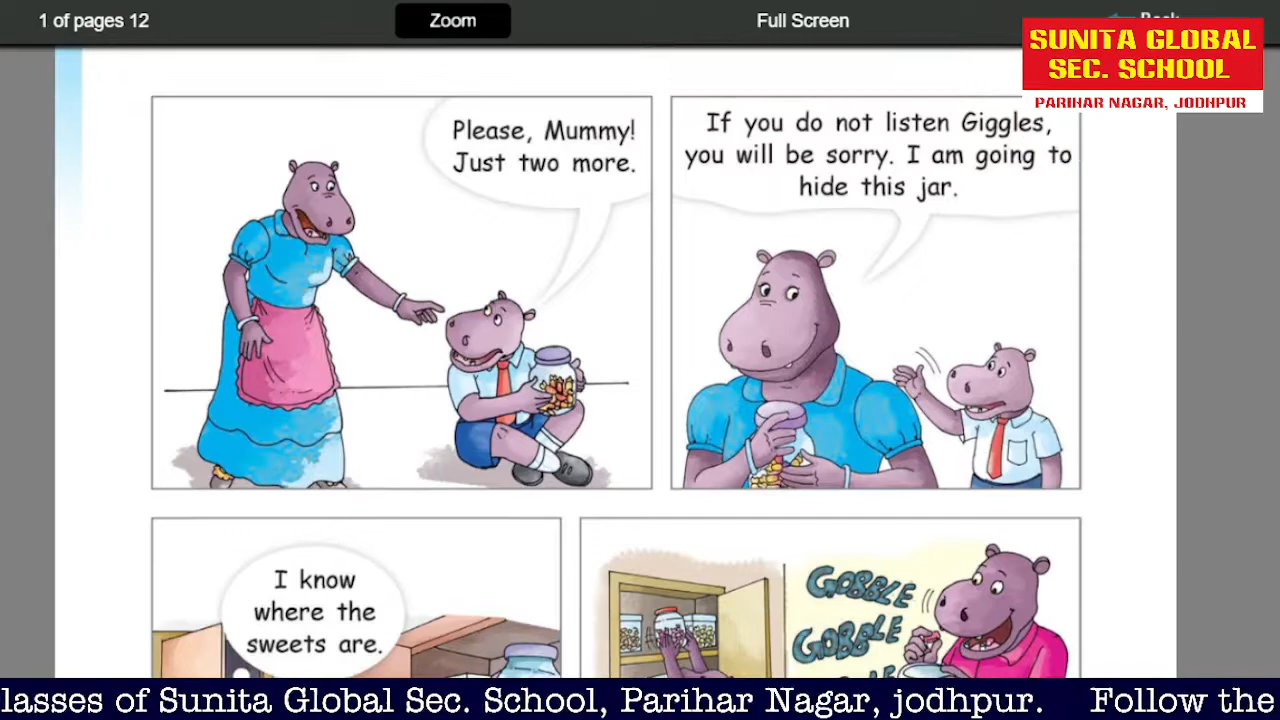 1 of pages 12
Zoom
Full Screen
SUNITA GLOBAL
SEC. SCHOOL
PARIHAR NAGAR, JODHPUR
Please, Mummy!
Just two more.
If you do not listen Giggles,
you will be sorry. I am going to
hide this jar.
I know
where the
sweets are.
GOBBLE
GOBBLE
lasses of Sunita Global Sec. School, Parihar Nagar, jodhpur. Follow the